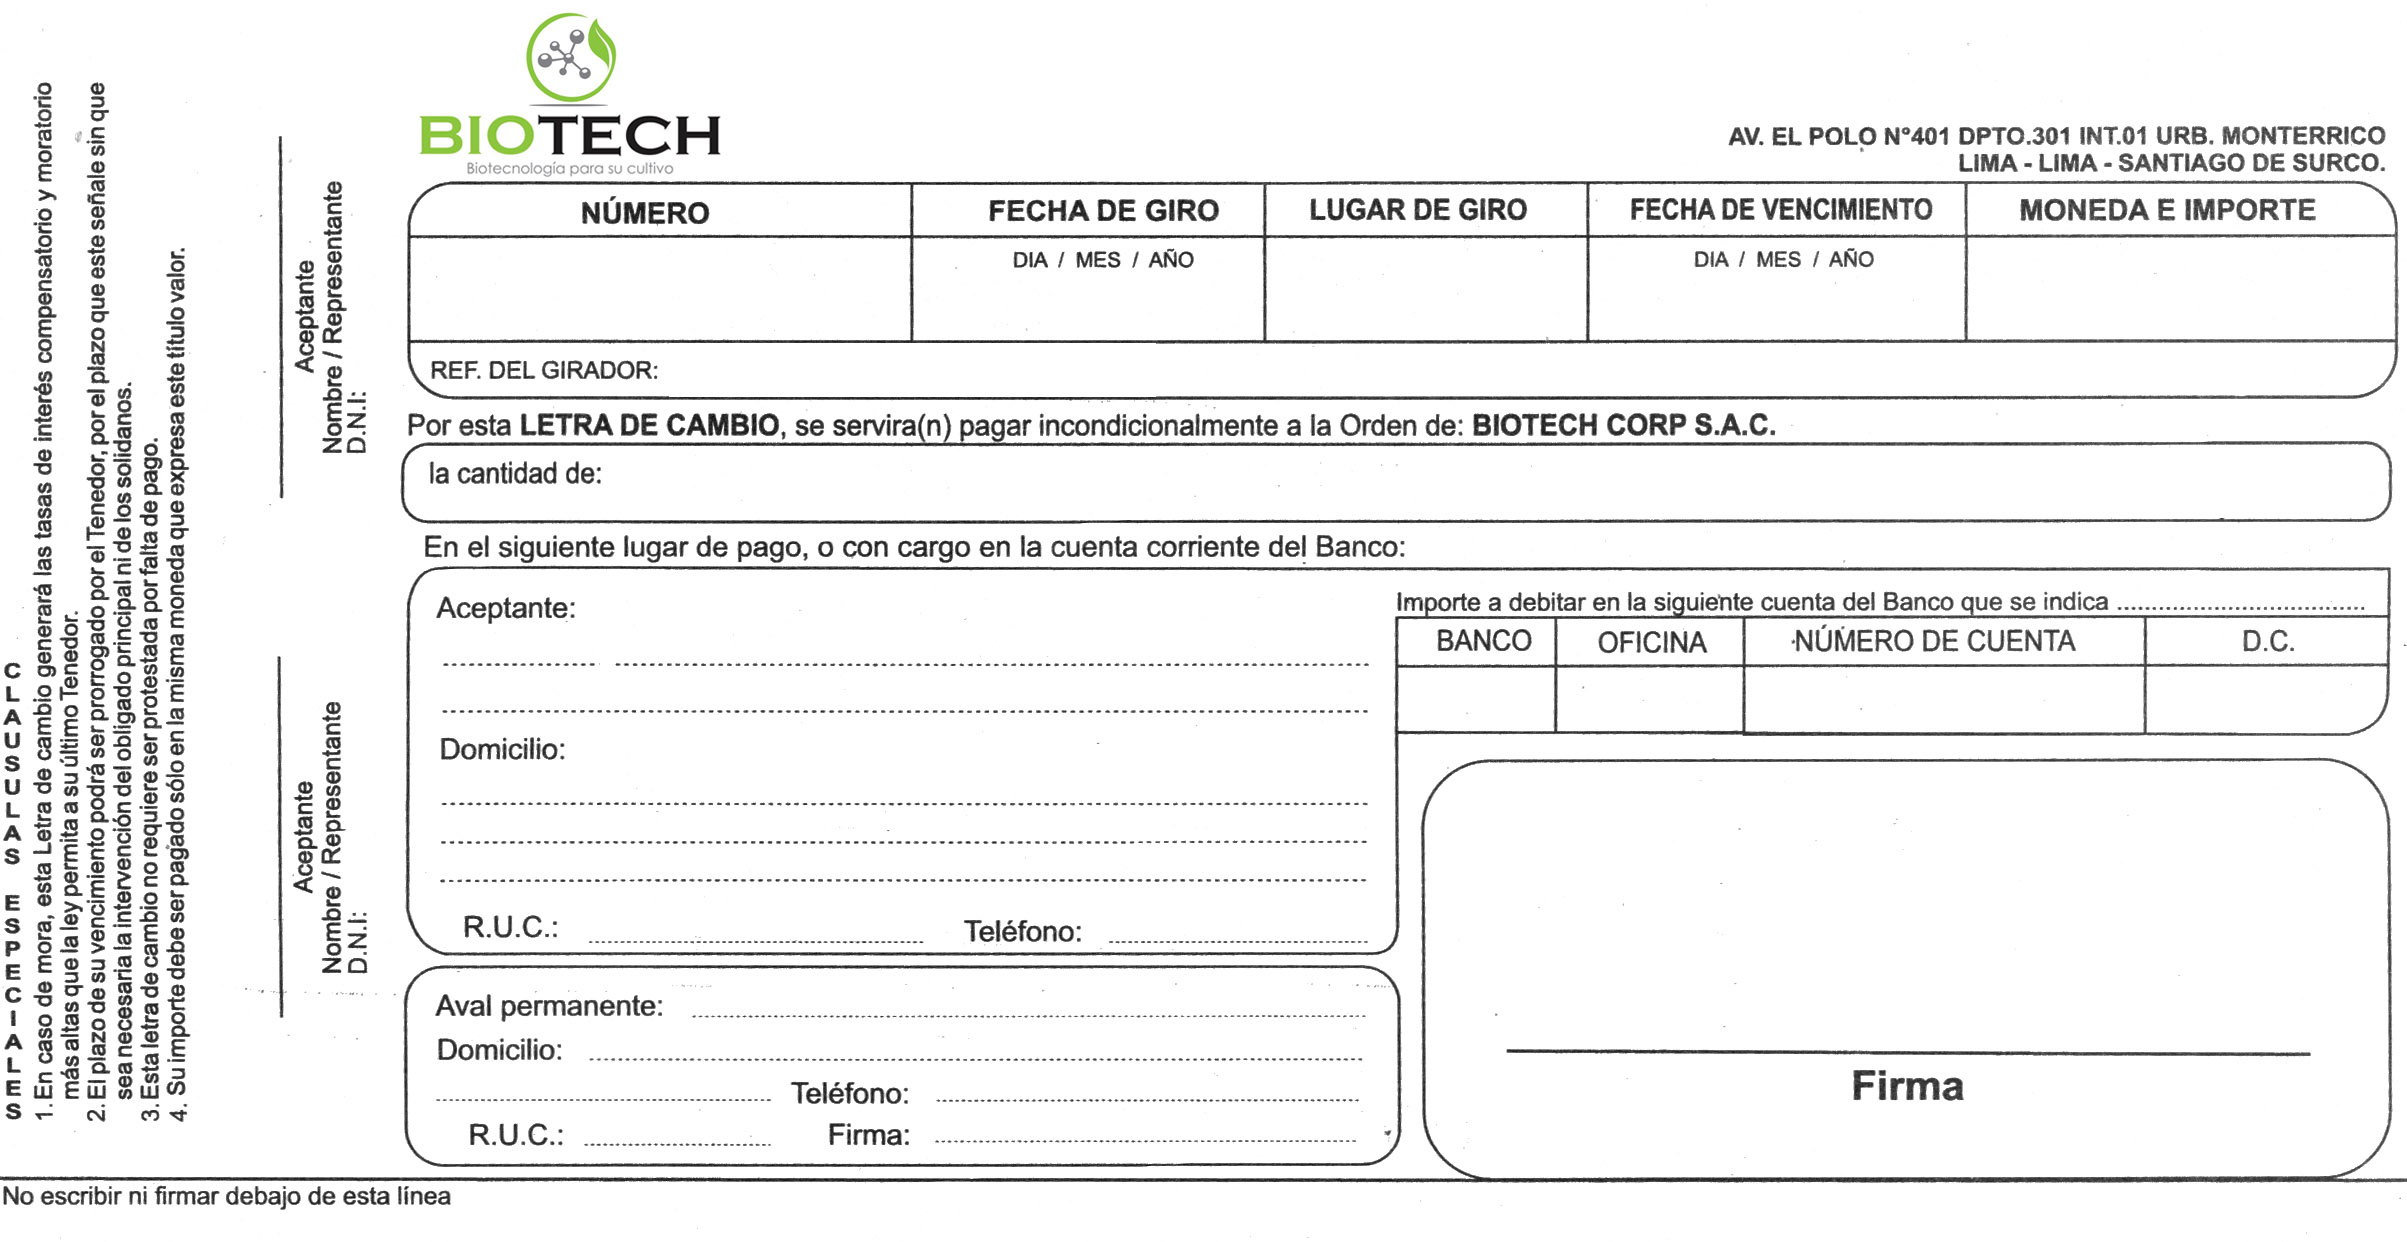 BIOTECH
Biotecnología para su cultivo
AV. EL POLO N°401 DPTO.301 INT.01 URB. MONTERRICO
LIMA - LIMA - SANTIAGO DE SURCO.
NÚMERO
FECHA DE GIRO
LUGAR DE GIRO
FECHA DE VENCIMIENTO
MONEDA E IMPORTE
DIA / MES / AÑO
DIA / MES / AÑO
REF. DEL GIRADOR:
Por esta LETRA DE CAMBIO, se servira(n) pagar incondicionalmente a la Orden de: BIOTECH CORP S.A.C.
la cantidad de:
En el siguiente lugar de pago, o con cargo en la cuenta corriente del Banco:
Aceptante:
Domicilio:
R.U.C.:
Teléfono:
Importe a debitar en la siguiente cuenta del Banco que se indica
BANCO
OFICINA
NÚMERO DE CUENTA
D.C.
Aval permanente:
Domicilio:
Teléfono:
R.U.C.:
Firma:
Firma
No escribir ni firmar debajo de esta línea
CLAUSULAS ESPECIALES
1. En caso de mora, esta Letra de cambio generará las tasas de interés compensatorio y moratorio
más altas que la ley permita a su último Tenedor.
2. El plazo de su vencimiento podrá ser prorrogado por el Tenedor, por el plazo que este señale sin que
sea necesaria la intervención del obligado principal ni de los solidanos.
3. Esta letra de cambio no requiere ser protestada por falta de pago.
4. Su importe debe ser pagado sólo en la misma moneda que expresa este título valor.
Aceptante
Nombre / Representante
D.N.I:
Aceptante
Nombre / Representante
D.N.I: